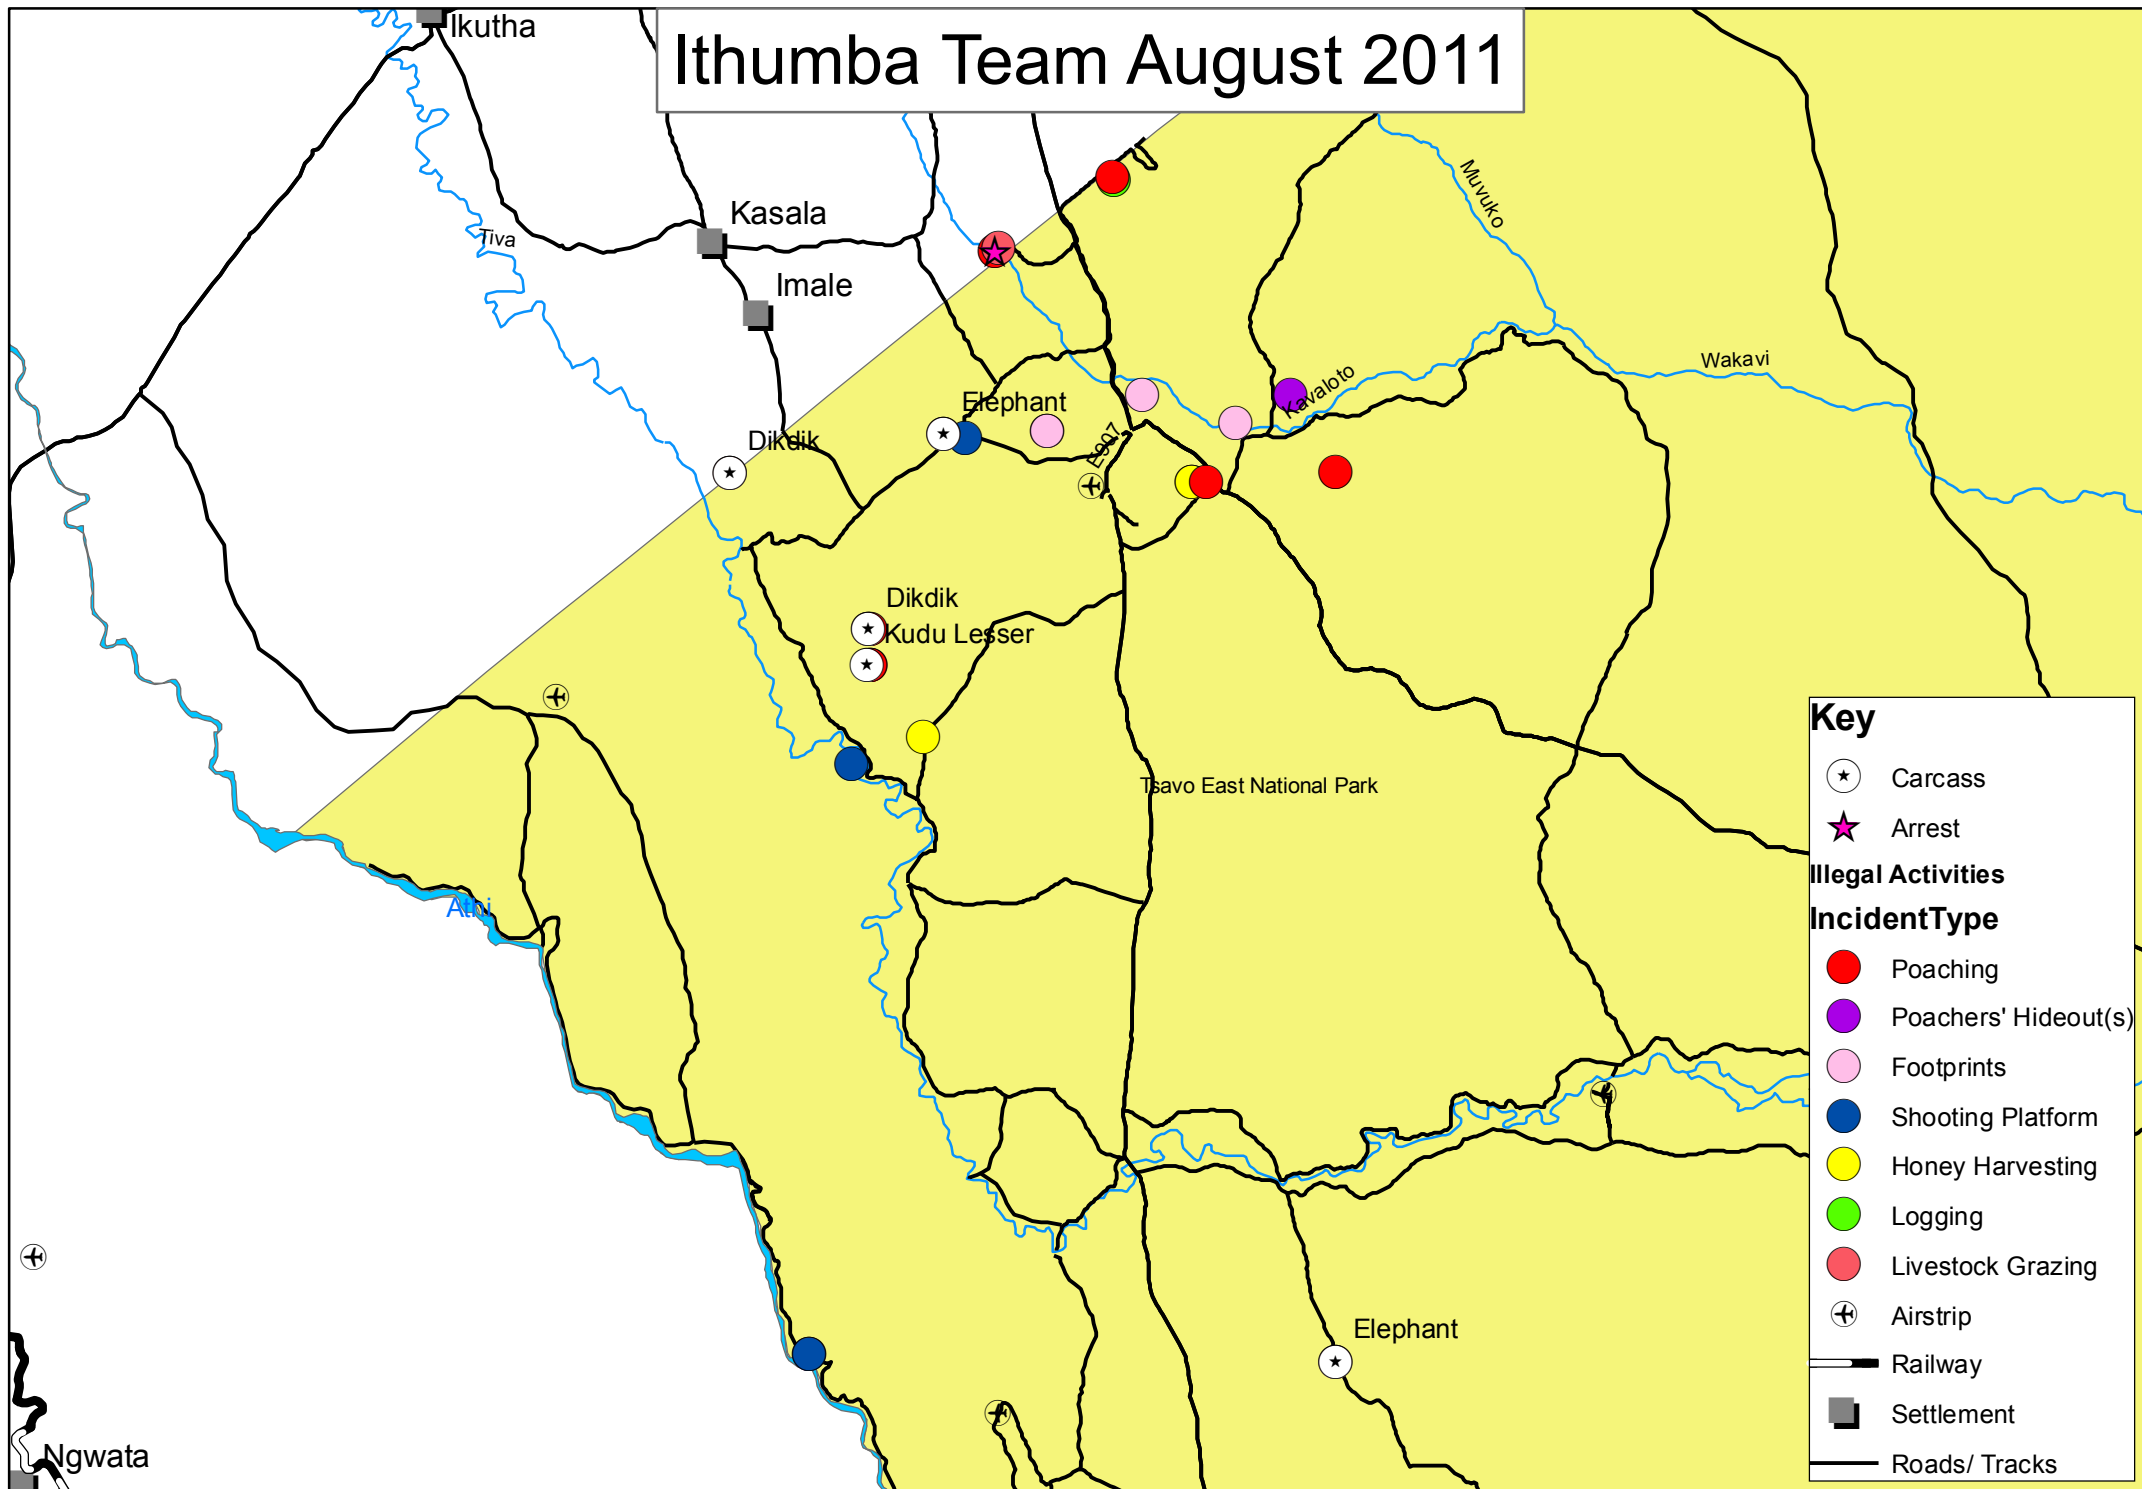 Ithumba Team August 2011
Ikutha
Kasala
Tiva
Imale
Muvuko
Wakavi
Kavaloto
Elephant
Dikdik
E907
Dikdik
Kudu Lesser
Tsavo East National Park
Athi
Elephant
Ngwata
Key
Carcass
Arrest
Illegal Activities
IncidentType
Poaching
Poachers' Hideout(s)
Footprints
Shooting Platform
Honey Harvesting
Logging
Livestock Grazing
Airstrip
Railway
Settlement
Roads/ Tracks